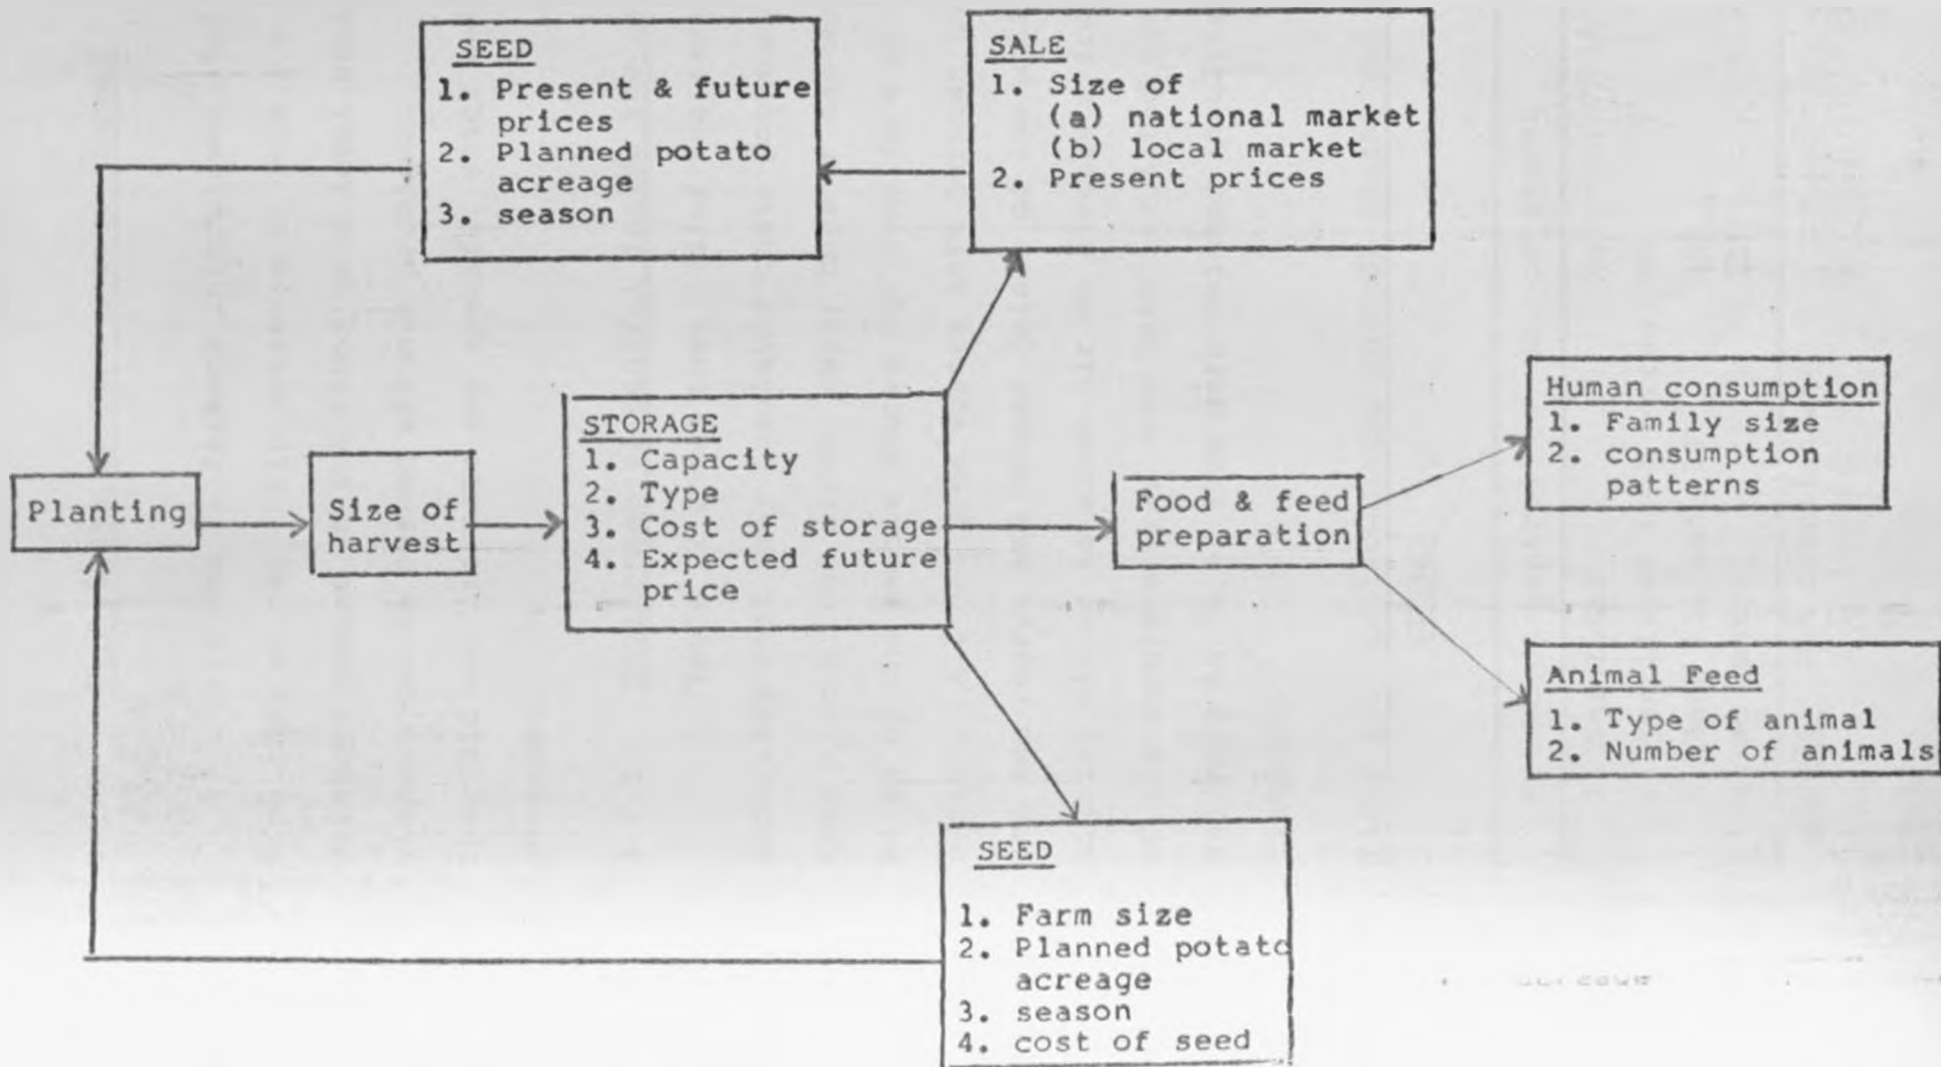 SEED
1. Present & future
prices
2. Planned potato
acreage
3. season
SALE
1. Size of
(a) national market
(b) local market
2. Present prices
Human consumption
1. Family size
2. consumption
patterns
STORAGE
1. Capacity
2. Type
3. Cost of storage
4. Expected future
price
Planting
Size of
harvest
Food & feed
preparation
Animal Feed
1. Type of animal
2. Number of animals
SEED
1. Farm size
2. Planned potato
acreage
3. season
4. cost of seed